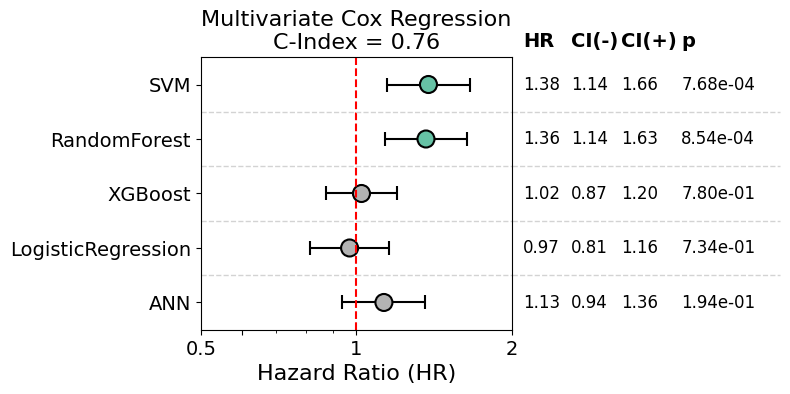 Multivariate Cox Regression
C-Index = 0.76
HR CI(-) CI(+) p
SVM 1.38 1.14 1.66 7.68e-04
RandomForest 1.36 1.14 1.63 8.54e-04
XGBoost 1.02 0.87 1.20 7.80e-01
LogisticRegression 0.97 0.81 1.16 7.34e-01
ANN 1.13 0.94 1.36 1.94e-01
0.5 1 2
Hazard Ratio (HR)